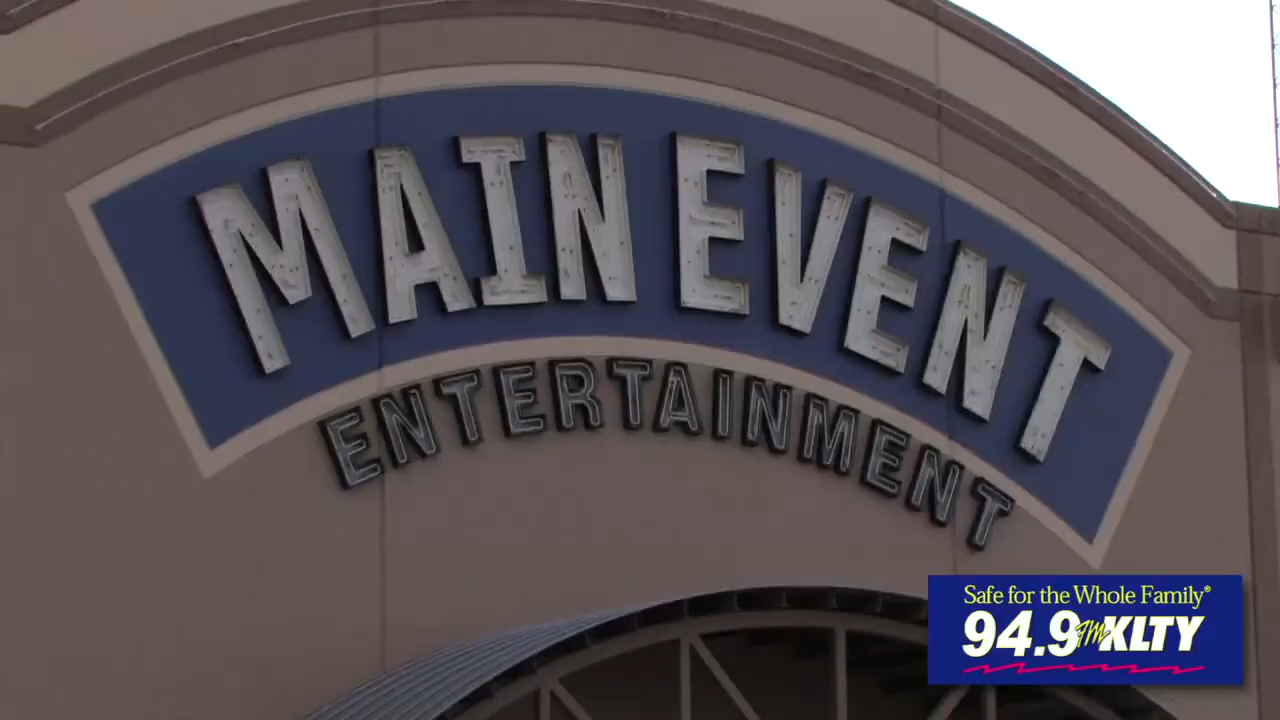 MAIN EVENT
ENTERTAINMENT
Safe for the Whole Family®
94.9 FM KLTY